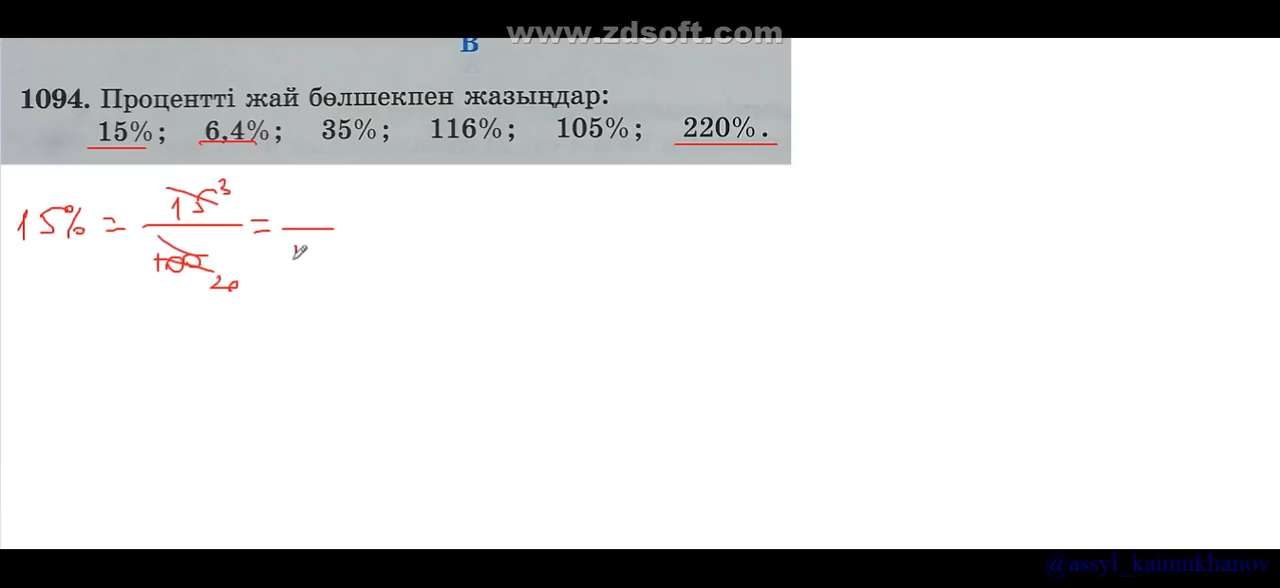 www.zdsoft.com
В
1094. Процентті жай бөлшекпен жазыңдар:
15%; 6,4%; 35%; 116%; 105%; 220%.
15% = 15 3 / 100 20 =
@assyl_kaimukhanov